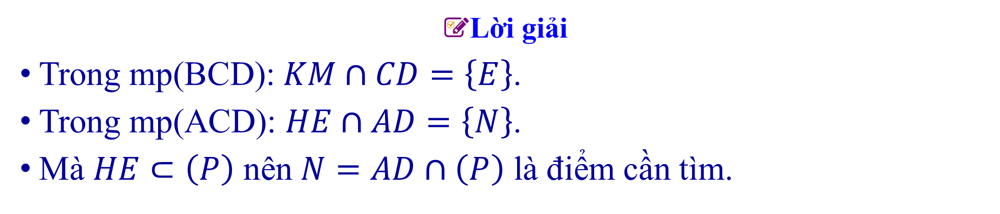 Lời giải
• Trong mp(BCD): KM ∩ CD = {E}.
• Trong mp(ACD): HE ∩ AD = {N}.
• Mà HE ⊂ (P) nên N = AD ∩ (P) là điểm cần tìm.